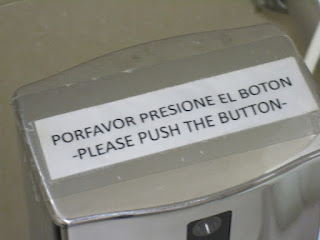 PORFAVOR PRESIONE EL BOTON
-PLEASE PUSH THE BUTTON-